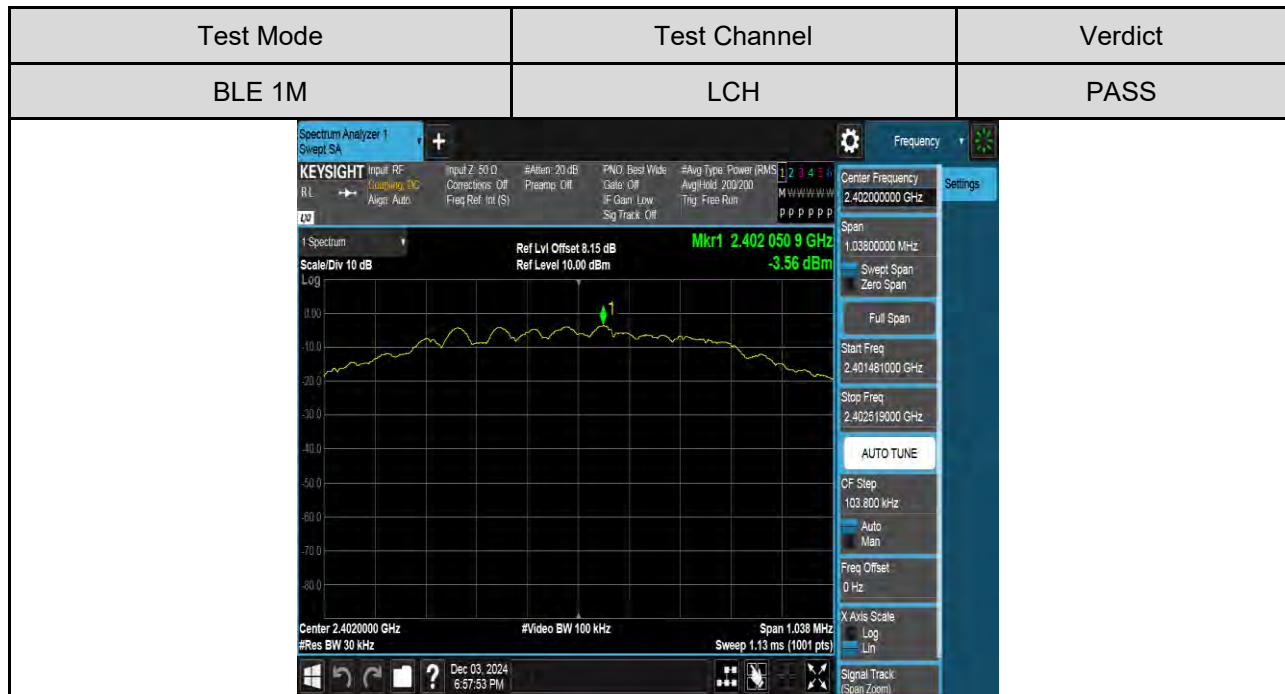 Test Mode Test Channel Verdict
BLE 1M LCH PASS
Spectrum Analyzer 1
Swept SA
+
Frequency
KEYSIGHT
RL
LXI
Input: RF
Coupling: DC
Align: Auto
Input Z: 50 Ω
Corrections: Off
Freq Ref: Int (S)
#Atten: 20 dB
Preamp: Off
PNO: Best Wide
Gate: Off
IF Gain: Low
Sig Track: Off
#Avg Type: Power (RMS
Avg|Hold: 200/200
Trig: Free Run
1 2 3 4 5 6
M W W W W W
P P P P P P
1 Spectrum
Scale/Div 10 dB
Log
Ref Lvl Offset 8.15 dB
Ref Level 10.00 dBm
Mkr1 2.402 050 9 GHz
-3.56 dBm
1
0.00
-10.0
-20.0
-30.0
-40.0
-50.0
-60.0
-70.0
-80.0
Center 2.4020000 GHz
#Res BW 30 kHz
#Video BW 100 kHz
Span 1.038 MHz
Sweep 1.13 ms (1001 pts)
?
Dec 03, 2024
6:57:53 PM
Center Frequency
2.402000000 GHz
Settings
Span
1.03800000 MHz
Swept Span
Zero Span
Full Span
Start Freq
2.401481000 GHz
Stop Freq
2.402519000 GHz
AUTO TUNE
CF Step
103.800 kHz
Auto
Man
Freq Offset
0 Hz
X Axis Scale
Log
Lin
Signal Track
(Span Zoom)